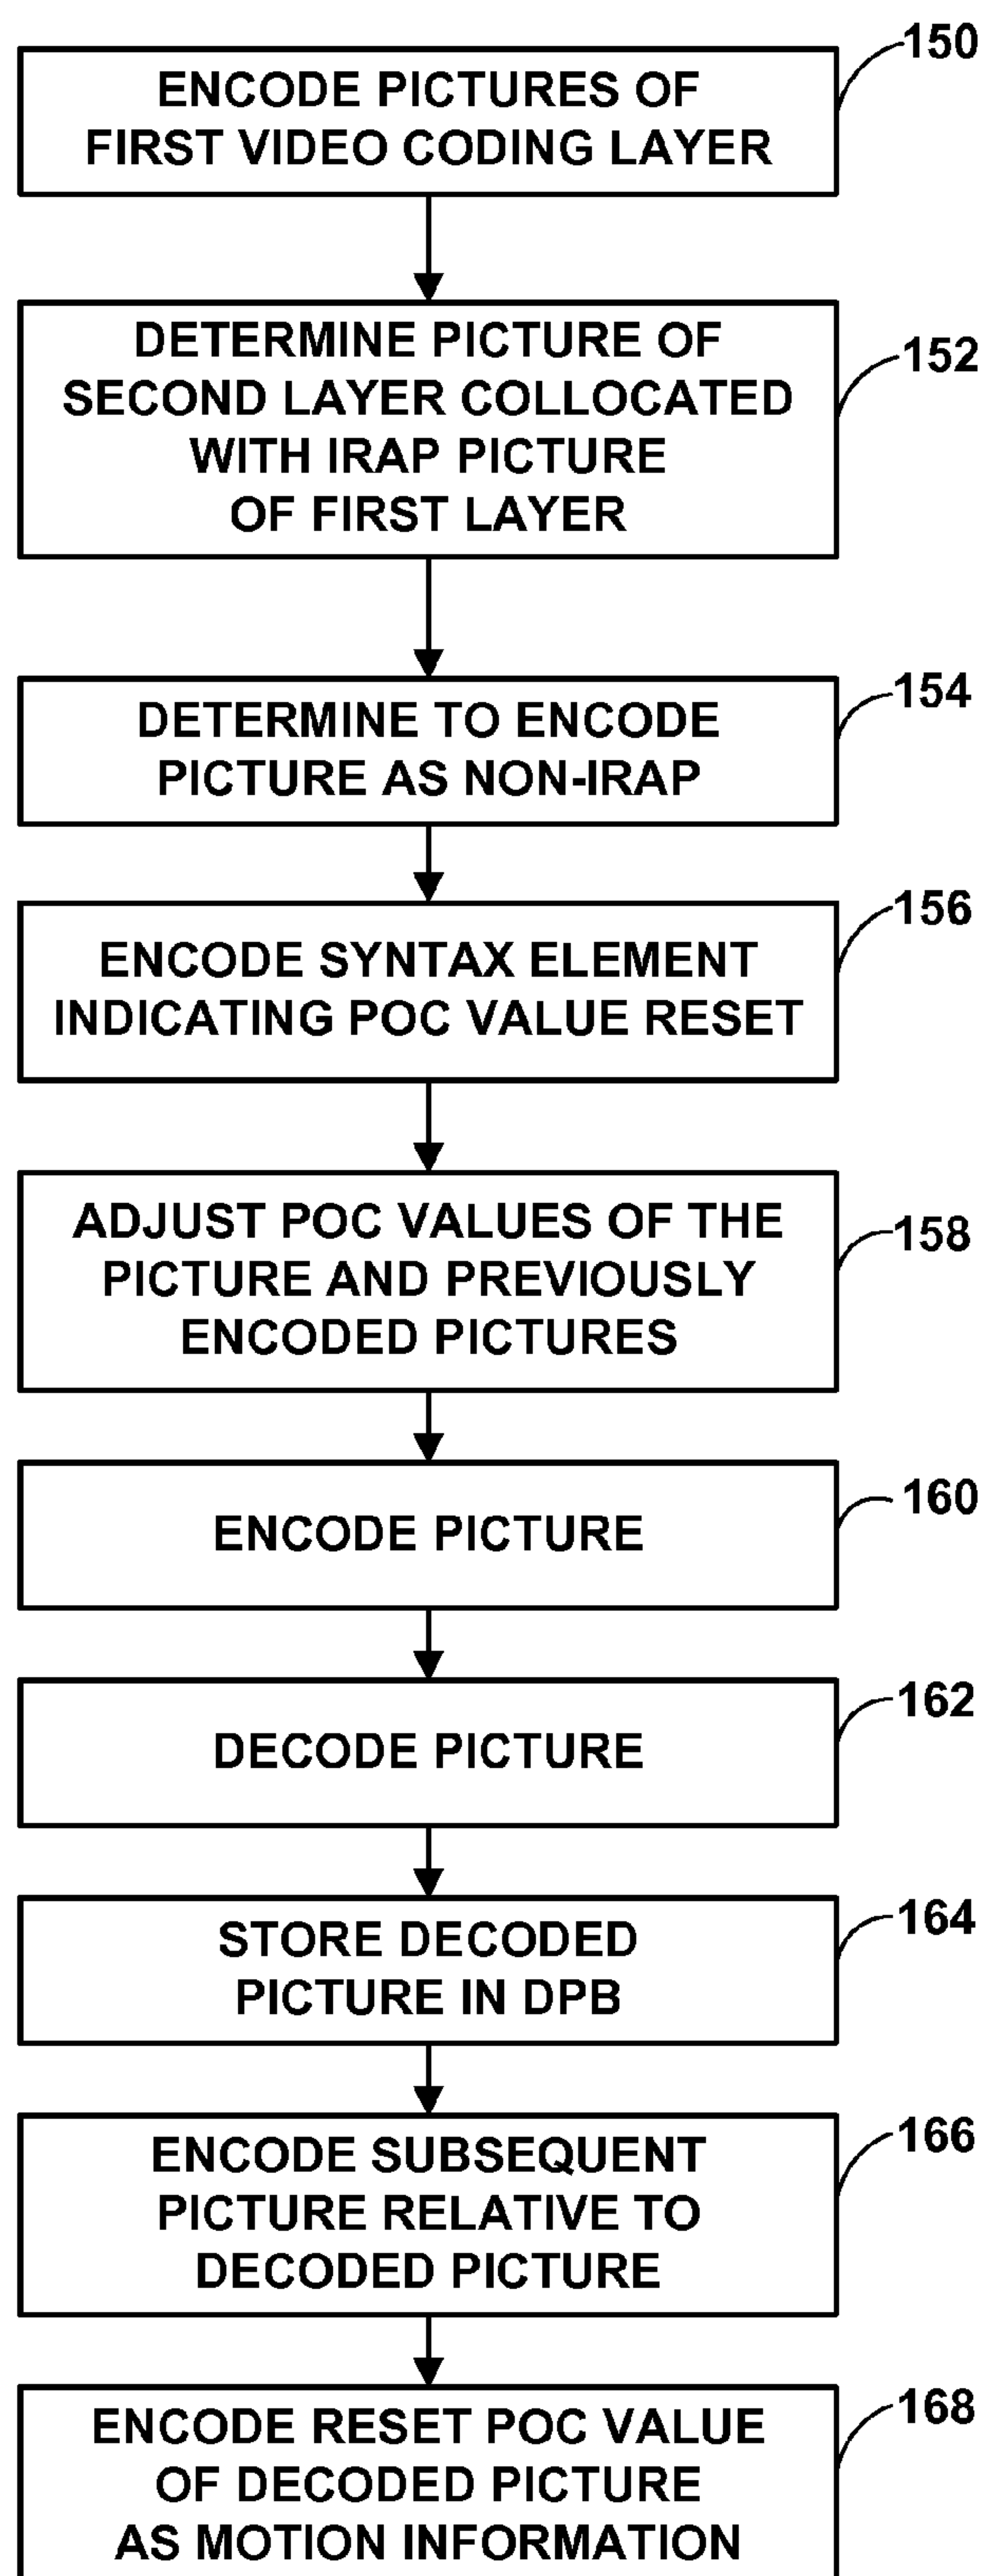 150
ENCODE PICTURES OF
FIRST VIDEO CODING LAYER
152
DETERMINE PICTURE OF
SECOND LAYER COLLOCATED
WITH IRAP PICTURE
OF FIRST LAYER
154
DETERMINE TO ENCODE
PICTURE AS NON-IRAP
156
ENCODE SYNTAX ELEMENT
INDICATING POC VALUE RESET
158
ADJUST POC VALUES OF THE
PICTURE AND PREVIOUSLY
ENCODED PICTURES
160
ENCODE PICTURE
162
DECODE PICTURE
164
STORE DECODED
PICTURE IN DPB
166
ENCODE SUBSEQUENT
PICTURE RELATIVE TO
DECODED PICTURE
168
ENCODE RESET POC VALUE
OF DECODED PICTURE
AS MOTION INFORMATION